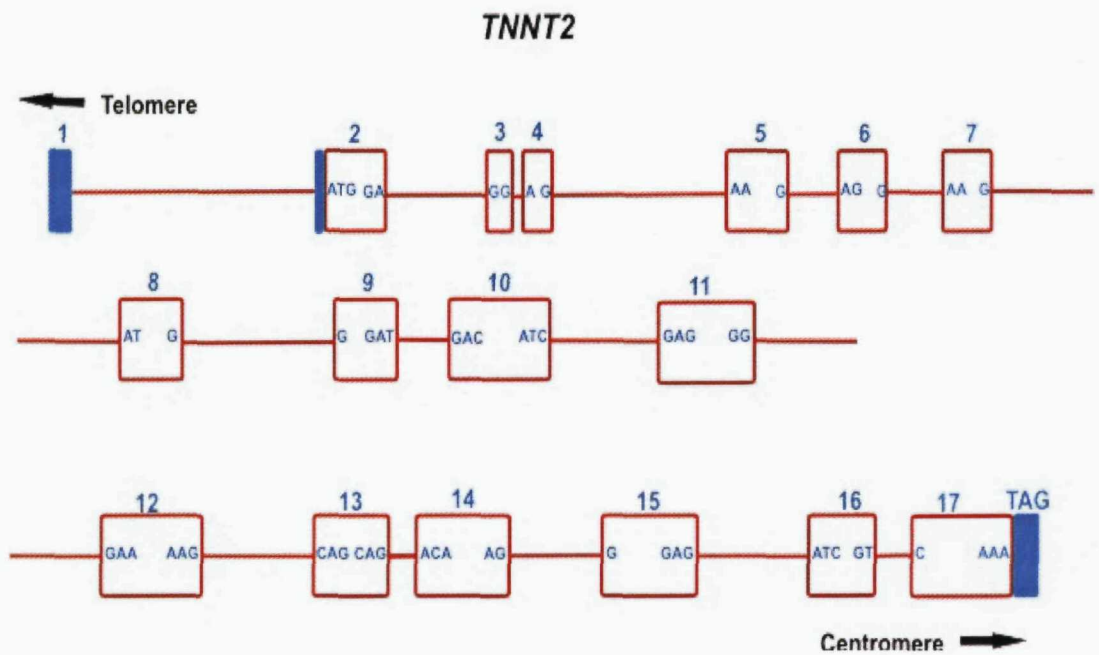 TNNT2
Telomere
1 2 3 4 5 6 7
ATG GA GG A G AA G AG G AA G
8 9 10 11
AT G G GAT GAC ATC GAG GG
12 13 14 15 16 17 TAG
GAA AAG CAG CAG ACA AG G GAG ATC GT C AAA
Centromere